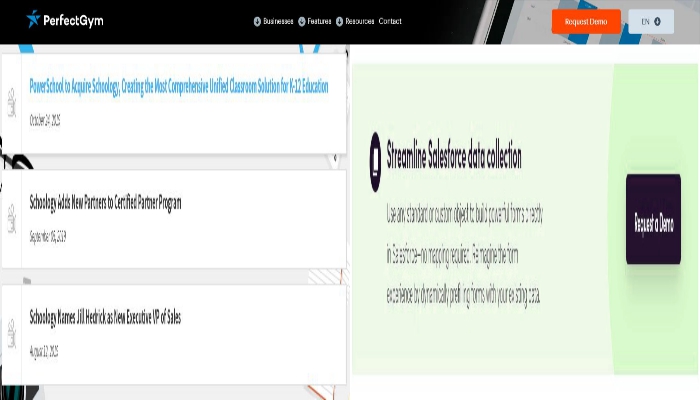 PerfectGym
Businesses Features Resources Contact
Request Demo
EN
PowerSchool to Acquire Schoology, Creating the Most Comprehensive Unified Classroom Solution for K-12 Education
October 24, 2019
Schoology Adds New Partners to Certified Partner Program
September 06, 2019
Schoology Names Jill Hedrick as New Executive VP of Sales
August 12, 2019
Streamline Salesforce data collection
Use any standard or custom object to build powerful forms directly
in Salesforce—no mapping required. Reimagine the form
experience by dynamically prefilling forms with your existing data.
Request a Demo